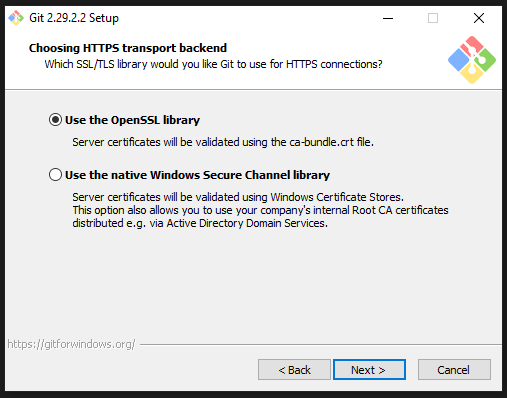 Git 2.29.2.2 Setup
Choosing HTTPS transport backend
Which SSL/TLS library would you like Git to use for HTTPS connections?
Use the OpenSSL library
Server certificates will be validated using the ca-bundle.crt file.
Use the native Windows Secure Channel library
Server certificates will be validated using Windows Certificate Stores.
This option also allows you to use your company's internal Root CA certificates
distributed e.g. via Active Directory Domain Services.
https://gitforwindows.org/
< Back
Next >
Cancel